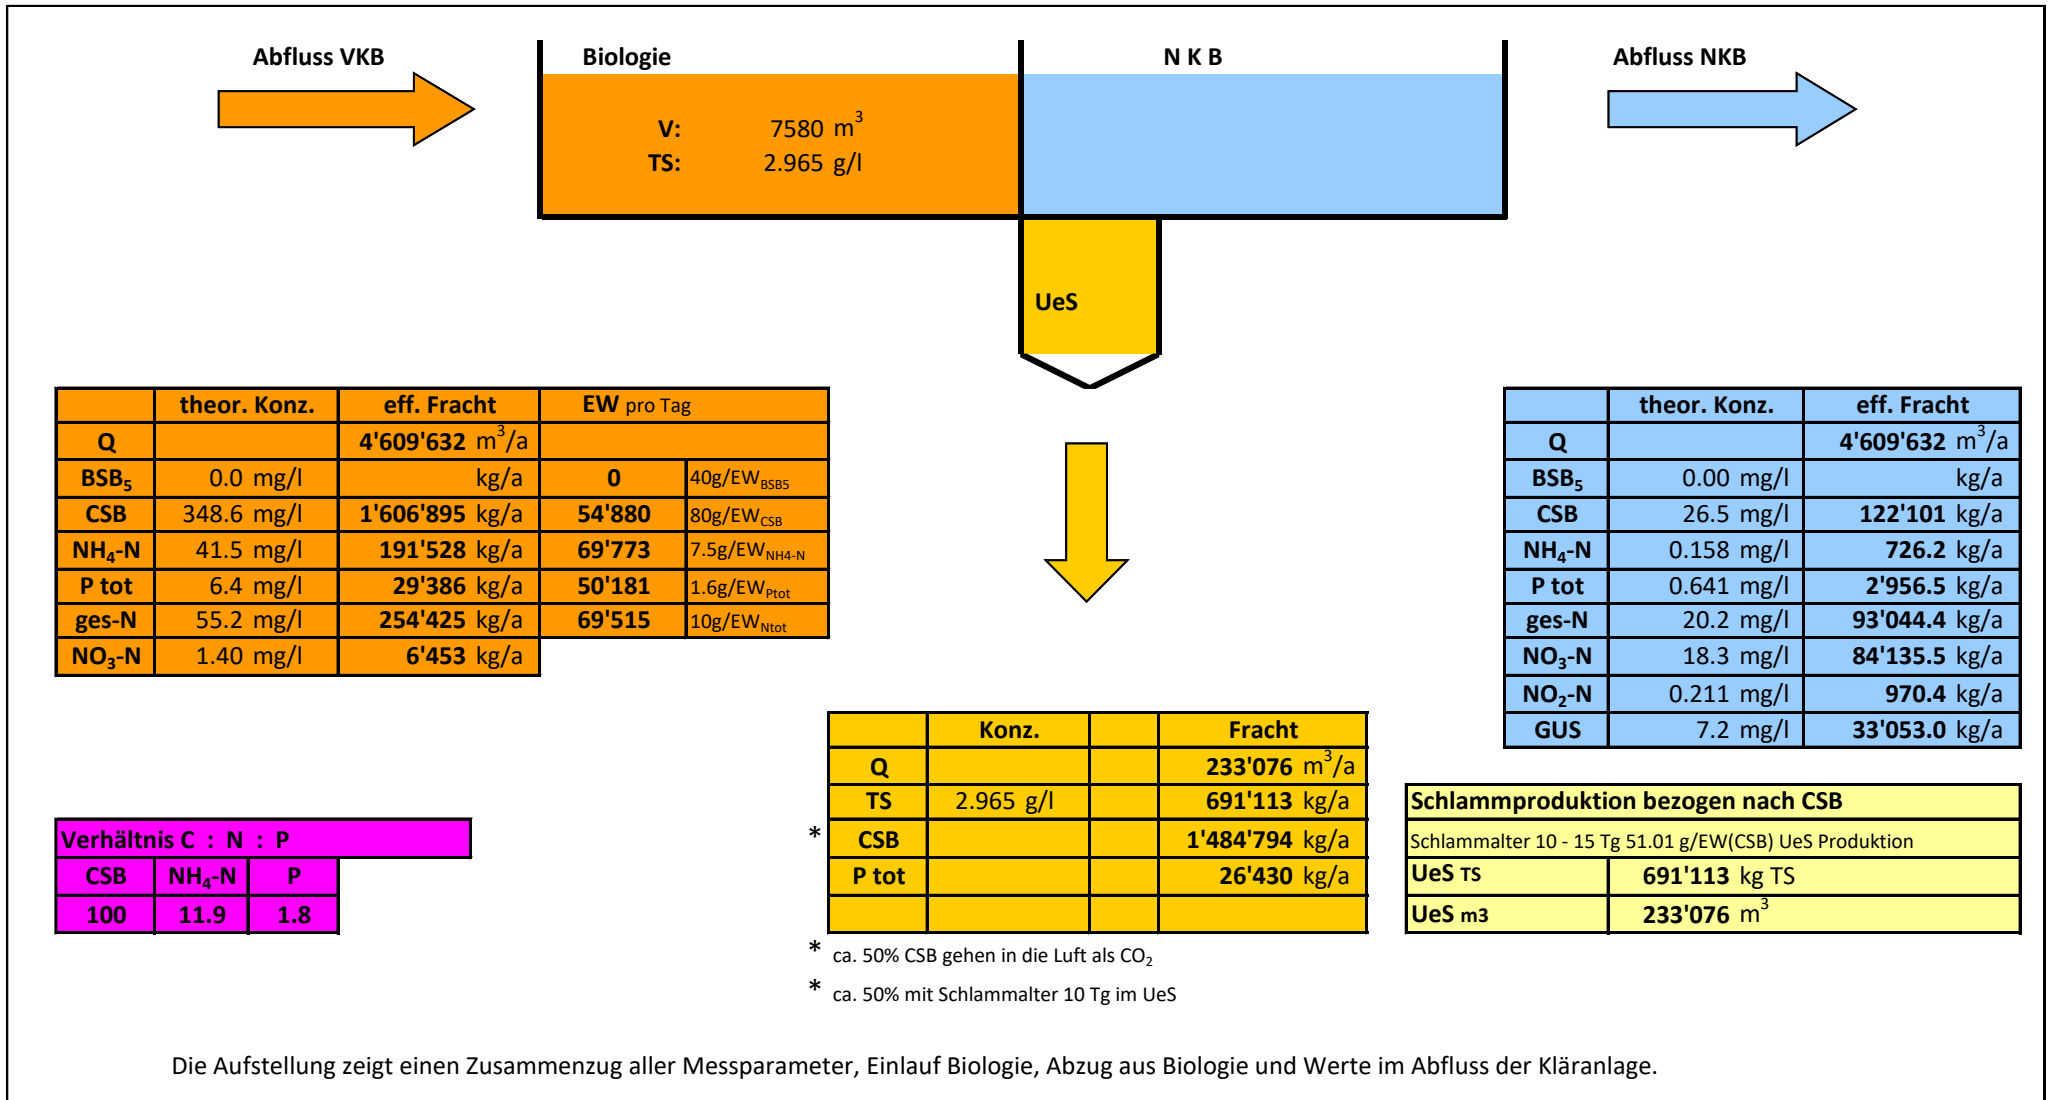 Abfluss VKB
Biologie
N K B
Abfluss NKB
V: 7580 m³
TS: 2.965 g/l
UeS
theor. Konz. eff. Fracht EW pro Tag
Q 4'609'632 m³/a
BSB₅ 0.0 mg/l kg/a 0 40g/EW_BSB5
CSB 348.6 mg/l 1'606'895 kg/a 54'880 80g/EW_CSB
NH₄-N 41.5 mg/l 191'528 kg/a 69'773 7.5g/EW_NH4-N
P tot 6.4 mg/l 29'386 kg/a 50'181 1.6g/EW_Ptot
ges-N 55.2 mg/l 254'425 kg/a 69'515 10g/EW_Ntot
NO₃-N 1.40 mg/l 6'453 kg/a
theor. Konz. eff. Fracht
Q 4'609'632 m³/a
BSB₅ 0.00 mg/l kg/a
CSB 26.5 mg/l 122'101 kg/a
NH₄-N 0.158 mg/l 726.2 kg/a
P tot 0.641 mg/l 2'956.5 kg/a
ges-N 20.2 mg/l 93'044.4 kg/a
NO₃-N 18.3 mg/l 84'135.5 kg/a
NO₂-N 0.211 mg/l 970.4 kg/a
GUS 7.2 mg/l 33'053.0 kg/a
Verhältnis C : N : P
CSB NH₄-N P
100 11.9 1.8
Konz. Fracht
Q 233'076 m³/a
TS 2.965 g/l 691'113 kg/a
* CSB 1'484'794 kg/a
P tot 26'430 kg/a
* ca. 50% CSB gehen in die Luft als CO₂
* ca. 50% mit Schlammalter 10 Tg im UeS
Schlammproduktion bezogen nach CSB
Schlammalter 10 - 15 Tg 51.01 g/EW(CSB) UeS Produktion
UeS TS 691'113 kg TS
UeS m3 233'076 m³
Die Aufstellung zeigt einen Zusammenzug aller Messparameter, Einlauf Biologie, Abzug aus Biologie und Werte im Abfluss der Kläranlage.